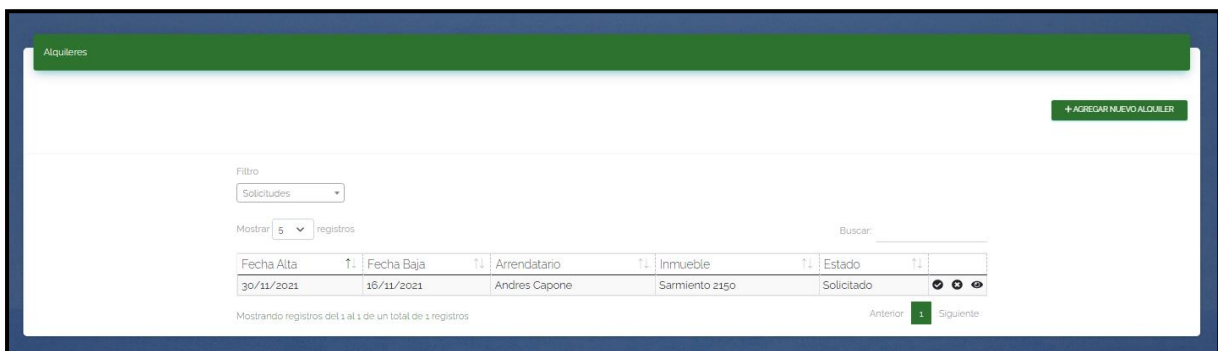 Alquileres
+ AGREGAR NUEVO ALQUILER
Filtro
Solicitudes
Mostrar 5 registros
Buscar:
Fecha Alta Fecha Baja Arrendatario Inmueble Estado
30/11/2021 16/11/2021 Andres Capone Sarmiento 2150 Solicitado
Mostrando registros del 1 al 1 de un total de 1 registros
Anterior 1 Siguiente